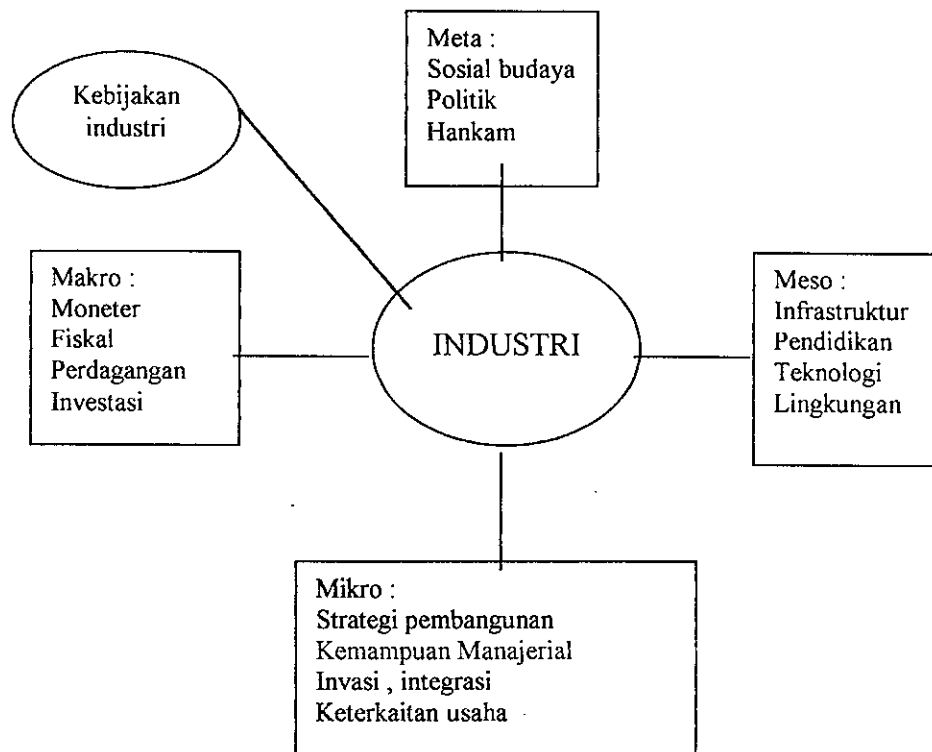 Meta :
Sosial budaya
Politik
Hankam
Kebijakan
industri
Makro :
Moneter
Fiskal
Perdagangan
Investasi
INDUSTRI
Meso :
Infrastruktur
Pendidikan
Teknologi
Lingkungan
Mikro :
Strategi pembangunan
Kemampuan Manajerial
Invasi , integrasi
Keterkaitan usaha